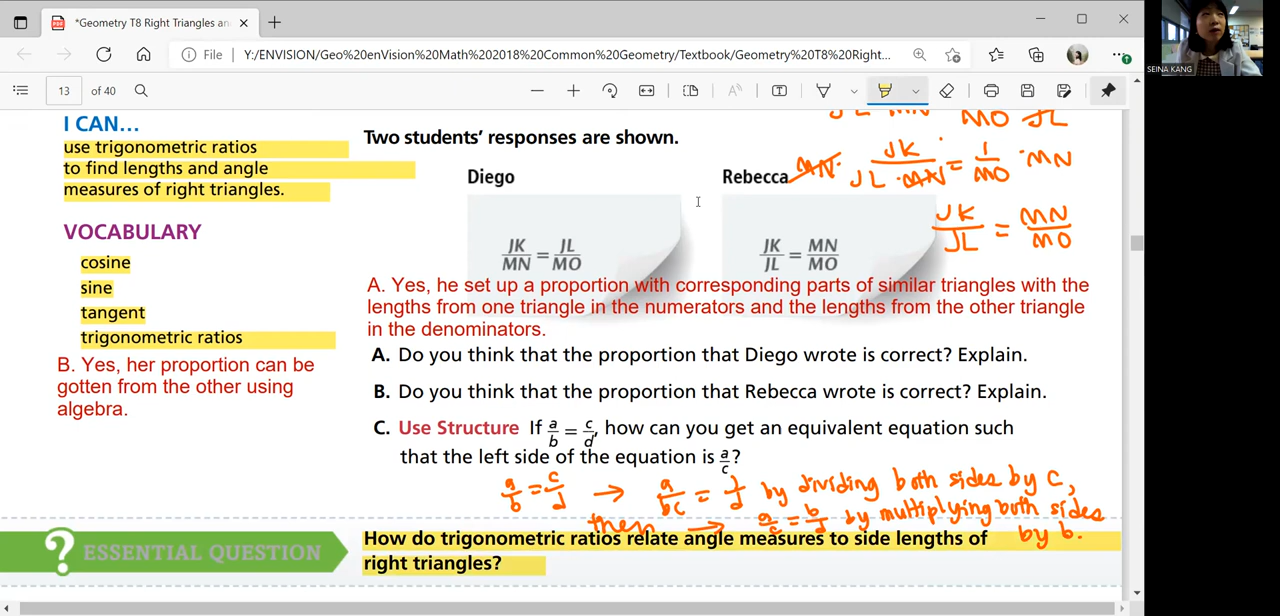 *Geometry T8 Right Triangles an
File
Y:/ENVISION/Geo%20enVision%20Math%202018%20Common%20Geometry/Textbook/Geometry%20T8%20Right...
SEINA KANG
13 of 40
I CAN...
use trigonometric ratios
to find lengths and angle
measures of right triangles.
VOCABULARY
cosine
sine
tangent
trigonometric ratios
B. Yes, her proportion can be
gotten from the other using
algebra.
MO JL
Two students' responses are shown.
Diego
Rebecca
MN · JK/(JL · MN) = 1/MO · MN
JK/JL = MN/MO
JK/MN = JL/MO
JK/JL = MN/MO
A. Yes, he set up a proportion with corresponding parts of similar triangles with the
lengths from one triangle in the numerators and the lengths from the other triangle
in the denominators.
A. Do you think that the proportion that Diego wrote is correct? Explain.
B. Do you think that the proportion that Rebecca wrote is correct? Explain.
C. Use Structure If a/b = c/d, how can you get an equivalent equation such
that the left side of the equation is a/c?
a/b = c/d → a/bc = 1/d by dividing both sides by c,
then → a/c = b/d by multiplying both sides
by b.
? ESSENTIAL QUESTION
How do trigonometric ratios relate angle measures to side lengths of
right triangles?